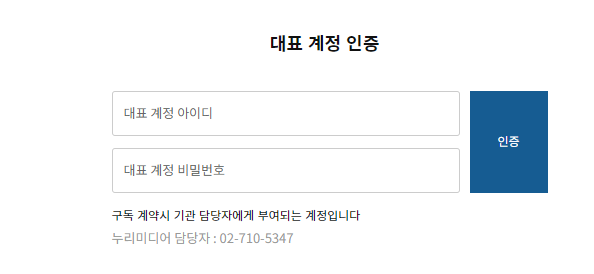 대표 계정 인증
대표 계정 아이디
인증
대표 계정 비밀번호
구독 계약시 기관 담당자에게 부여되는 계정입니다
누리미디어 담당자 : 02-710-5347